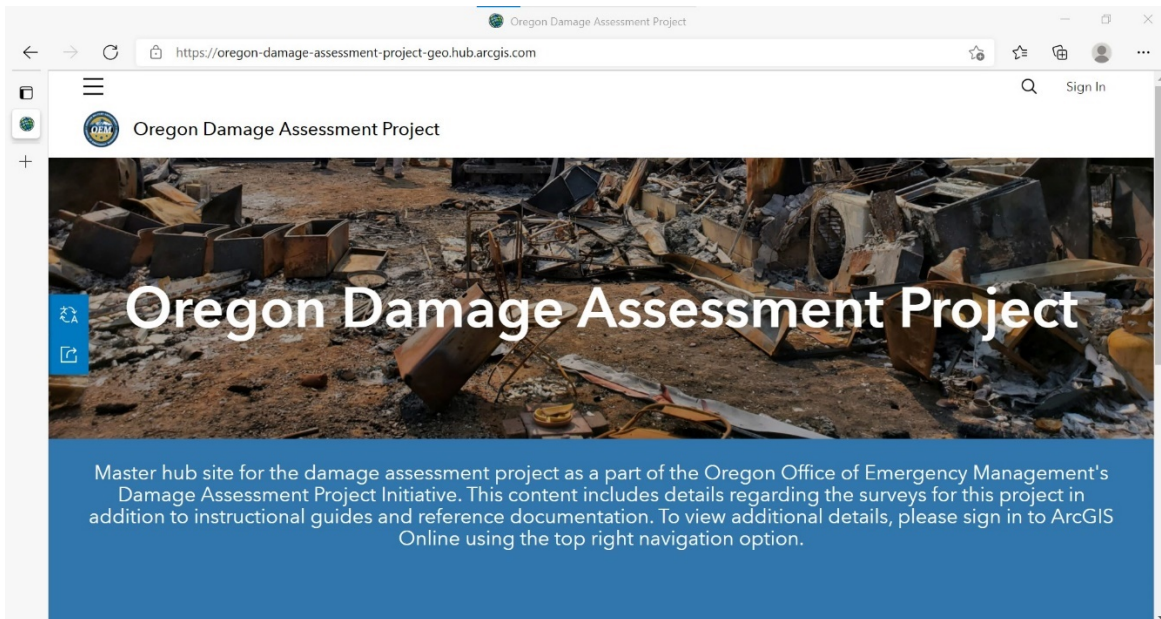 Oregon Damage Assessment Project
https://oregon-damage-assessment-project-geo.hub.arcgis.com
Sign In
OEM
Oregon Damage Assessment Project
Oregon Damage Assessment Project
Master hub site for the damage assessment project as a part of the Oregon Office of Emergency Management's
Damage Assessment Project Initiative. This content includes details regarding the surveys for this project in
addition to instructional guides and reference documentation. To view additional details, please sign in to ArcGIS
Online using the top right navigation option.